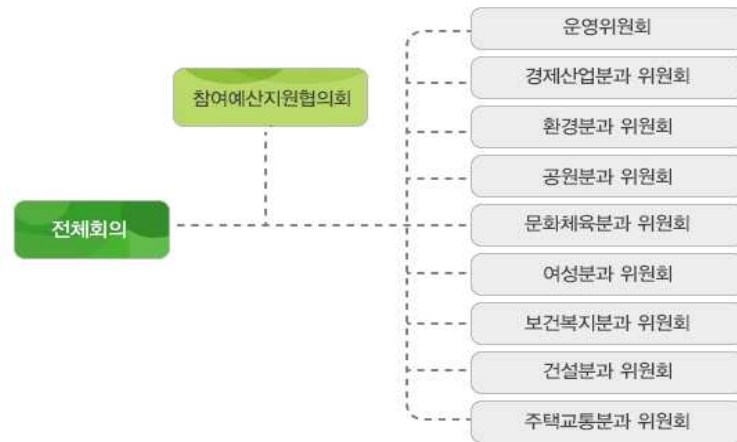 운영위원회
참여예산지원협의회
경제산업분과 위원회
환경분과 위원회
공원분과 위원회
전체회의
문화체육분과 위원회
여성분과 위원회
보건복지분과 위원회
건설분과 위원회
주택교통분과 위원회